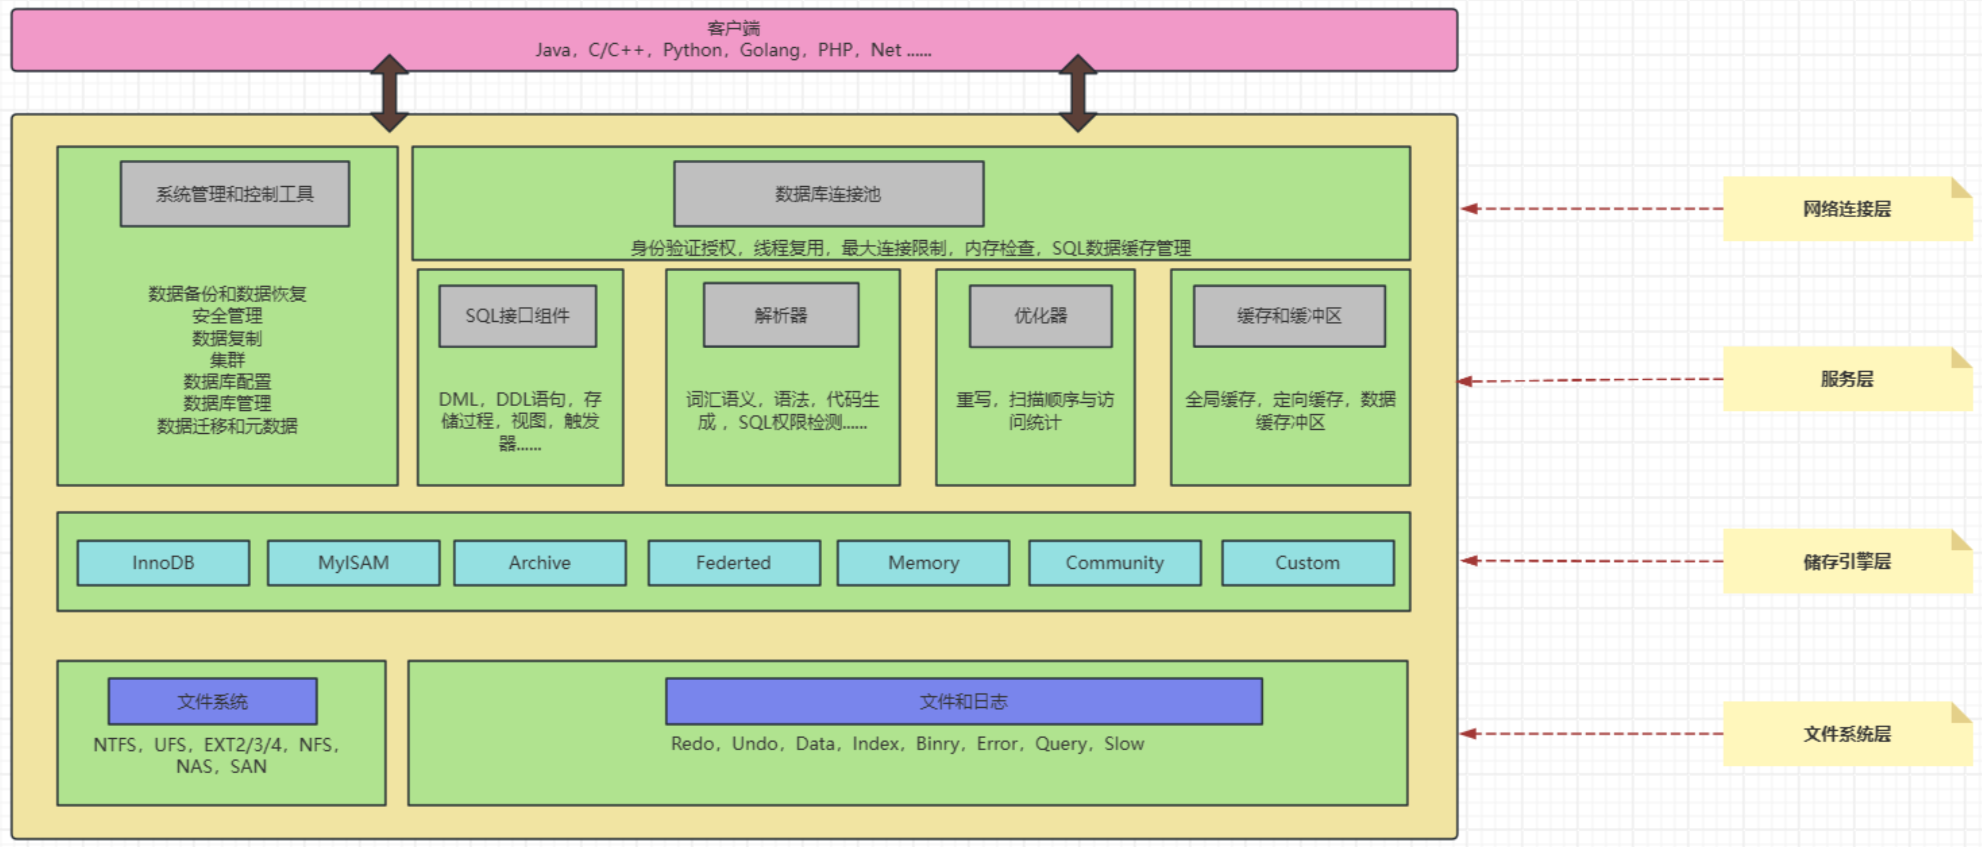 客户端
Java，C/C++，Python，Golang，PHP，Net ......
系统管理和控制工具
数据备份和数据恢复
安全管理
数据复制
集群
数据库配置
数据库管理
数据迁移和元数据
数据库连接池
身份验证授权，线程复用，最大连接限制，内存检查，SQL数据缓存管理
网络连接层
SQL接口组件
DML，DDL语句，存
储过程，视图，触发
器......
解析器
词汇语义，语法，代码生
成 ，SQL权限检测......
优化器
重写，扫描顺序与访
问统计
缓存和缓冲区
全局缓存，定向缓存，数据
缓存冲区
服务层
InnoDB
MyISAM
Archive
Federted
Memory
Community
Custom
储存引擎层
文件系统
NTFS，UFS，EXT2/3/4，NFS，
NAS，SAN
文件和日志
Redo，Undo，Data，Index，Binry，Error，Query，Slow
文件系统层